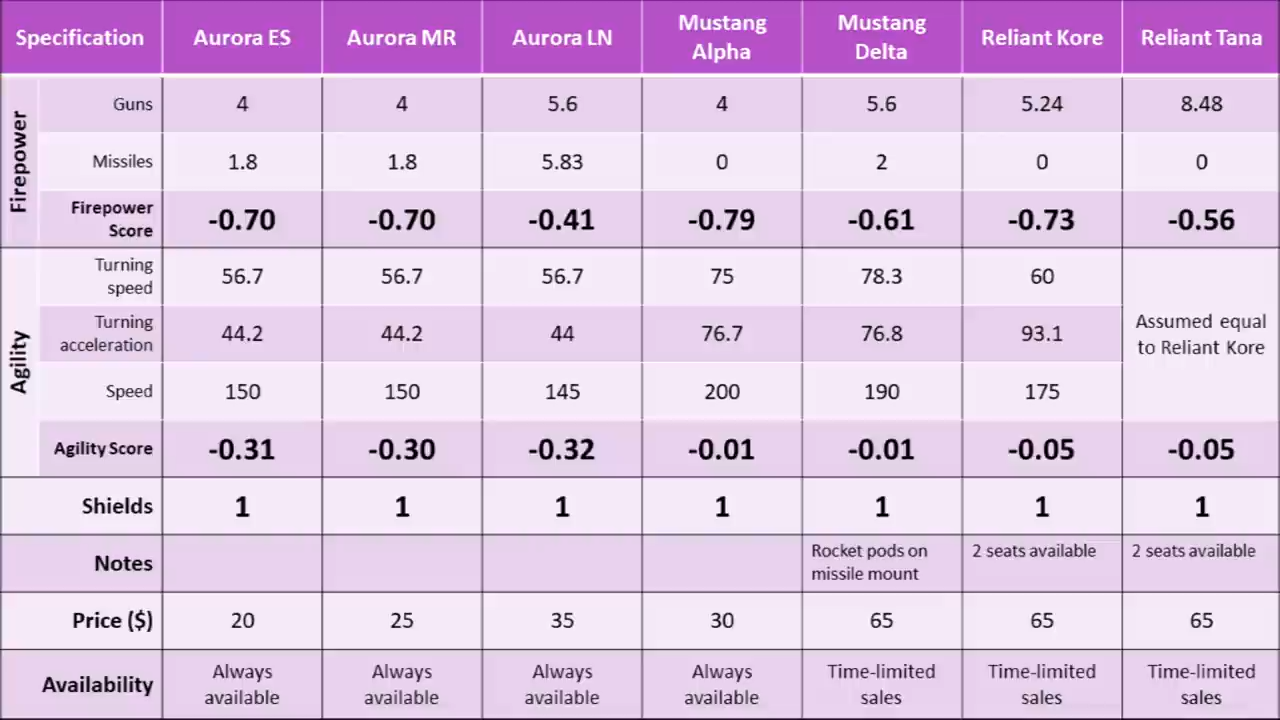 Specification Aurora ES Aurora MR Aurora LN Mustang Alpha Mustang Delta Reliant Kore Reliant Tana
Firepower
Guns 4 4 5.6 4 5.6 5.24 8.48
Missiles 1.8 1.8 5.83 0 2 0 0
Firepower Score -0.70 -0.70 -0.41 -0.79 -0.61 -0.73 -0.56
Agility
Turning speed 56.7 56.7 56.7 75 78.3 60
Turning acceleration 44.2 44.2 44 76.7 76.8 93.1
Assumed equal
to Reliant Kore
Speed 150 150 145 200 190 175
Agility Score -0.31 -0.30 -0.32 -0.01 -0.01 -0.05 -0.05
Shields 1 1 1 1 1 1 1
Notes Rocket pods on missile mount 2 seats available 2 seats available
Price ($) 20 25 35 30 65 65 65
Availability Always available Always available Always available Always available Time-limited sales Time-limited sales Time-limited sales